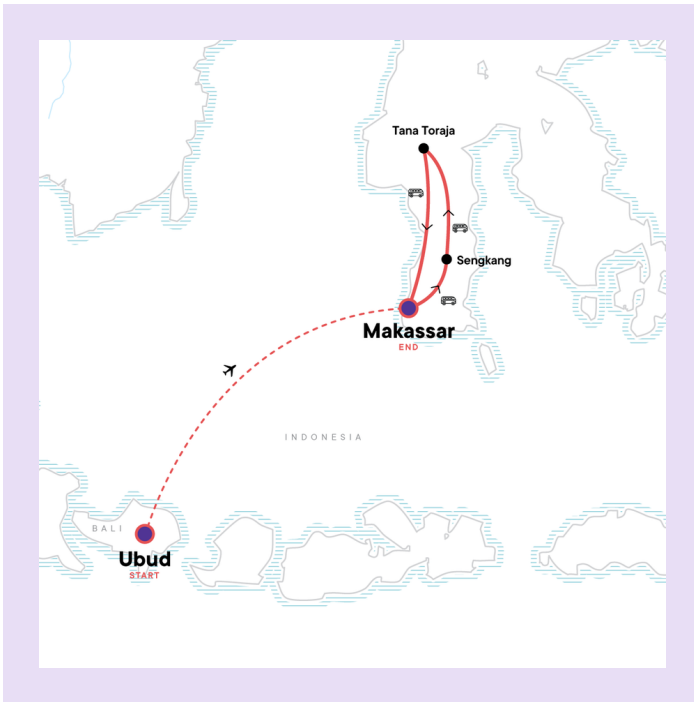 Tana Toraja
Sengkang
Makassar
END
INDONESIA
BALI
Ubud
START